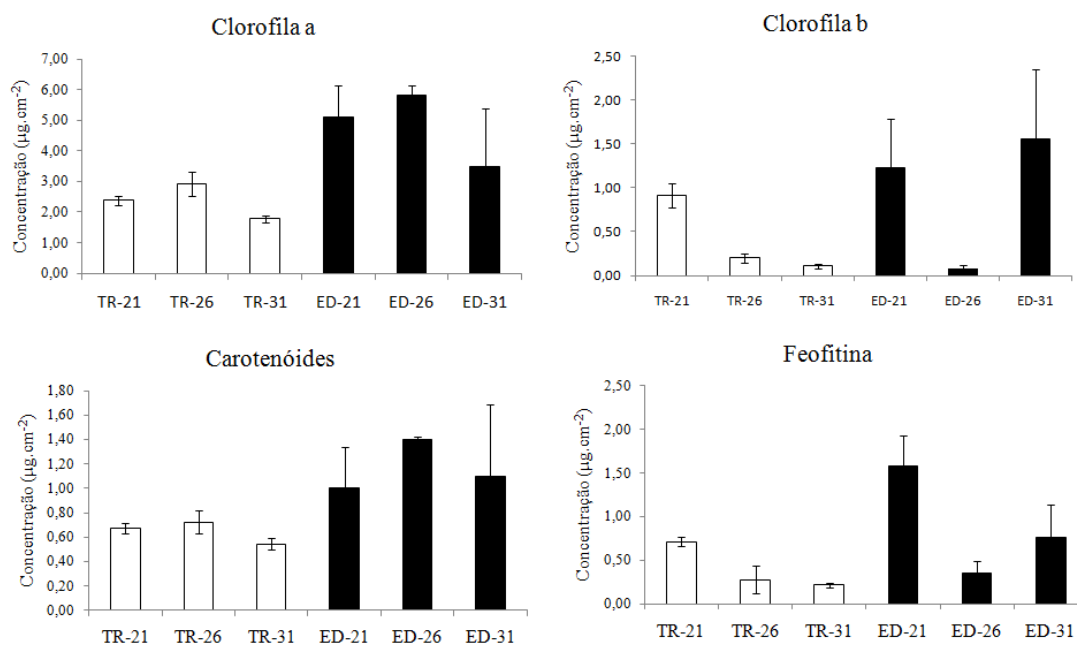 Clorofila a
Concentração (µg.cm-2)
7,00
6,00
5,00
4,00
3,00
2,00
1,00
0,00
TR-21 TR-26 TR-31 ED-21 ED-26 ED-31
Clorofila b
Concentração (µg.cm-2)
2,50
2,00
1,50
1,00
0,50
0,00
TR-21 TR-26 TR-31 ED-21 ED-26 ED-31
Carotenóides
Concentração (µg.cm-2)
1,80
1,60
1,40
1,20
1,00
0,80
0,60
0,40
0,20
0,00
TR-21 TR-26 TR-31 ED-21 ED-26 ED-31
Feofitina
Concentração (µg.cm-2)
2,50
2,00
1,50
1,00
0,50
0,00
TR-21 TR-26 TR-31 ED-21 ED-26 ED-31